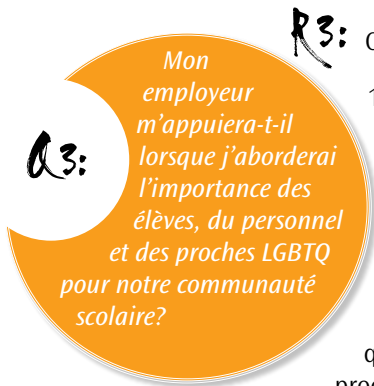 Q3:
Mon
employeur
m'appuiera-t-il
lorsque j'aborderai
l'importance des
élèves, du personnel
et des proches LGBTQ
pour notre communauté
scolaire?
R3:
1